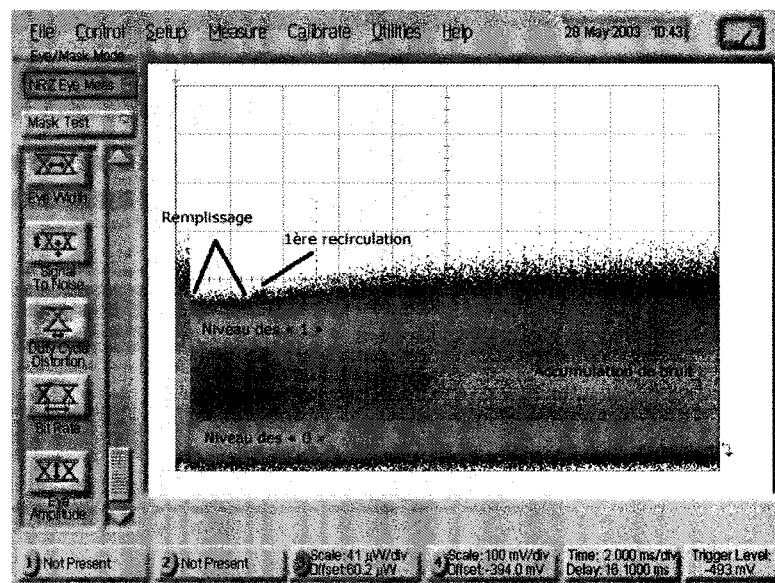 File Control Setup Measure Calibrate Utilities Help 28 May 2003 10:43
Eye/Mask Mode
NRZ Eye Meas
Mask Test
Eye Width
Signal
To Noise
Duty Cycle
Distortion
Bit Rate
Eye
Amplitude
Remplissage
1ère recirculation
Niveau des « 1 »
Accumulation de bruit
Niveau des « 0 »
1) Not Present
2) Not Present
3) Scale:41 µW/div
Offset:60.2 µW
4) Scale:100 mV/div
Offset:-394.0 mV
Time: 2.000 ms/div
Delay:16.1000 ms
Trigger Level:
-493 mV